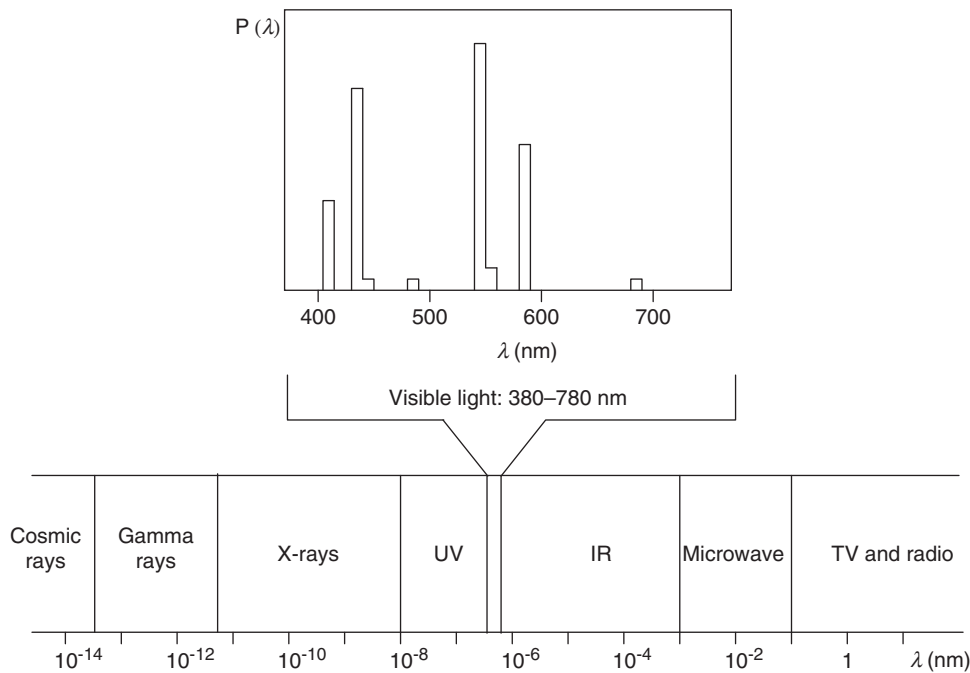 P (λ)
400 500 600 700
λ (nm)
Visible light: 380–780 nm
Cosmic rays
Gamma rays
X-rays
UV
IR
Microwave
TV and radio
10⁻¹⁴ 10⁻¹² 10⁻¹⁰ 10⁻⁸ 10⁻⁶ 10⁻⁴ 10⁻² 1 λ (nm)